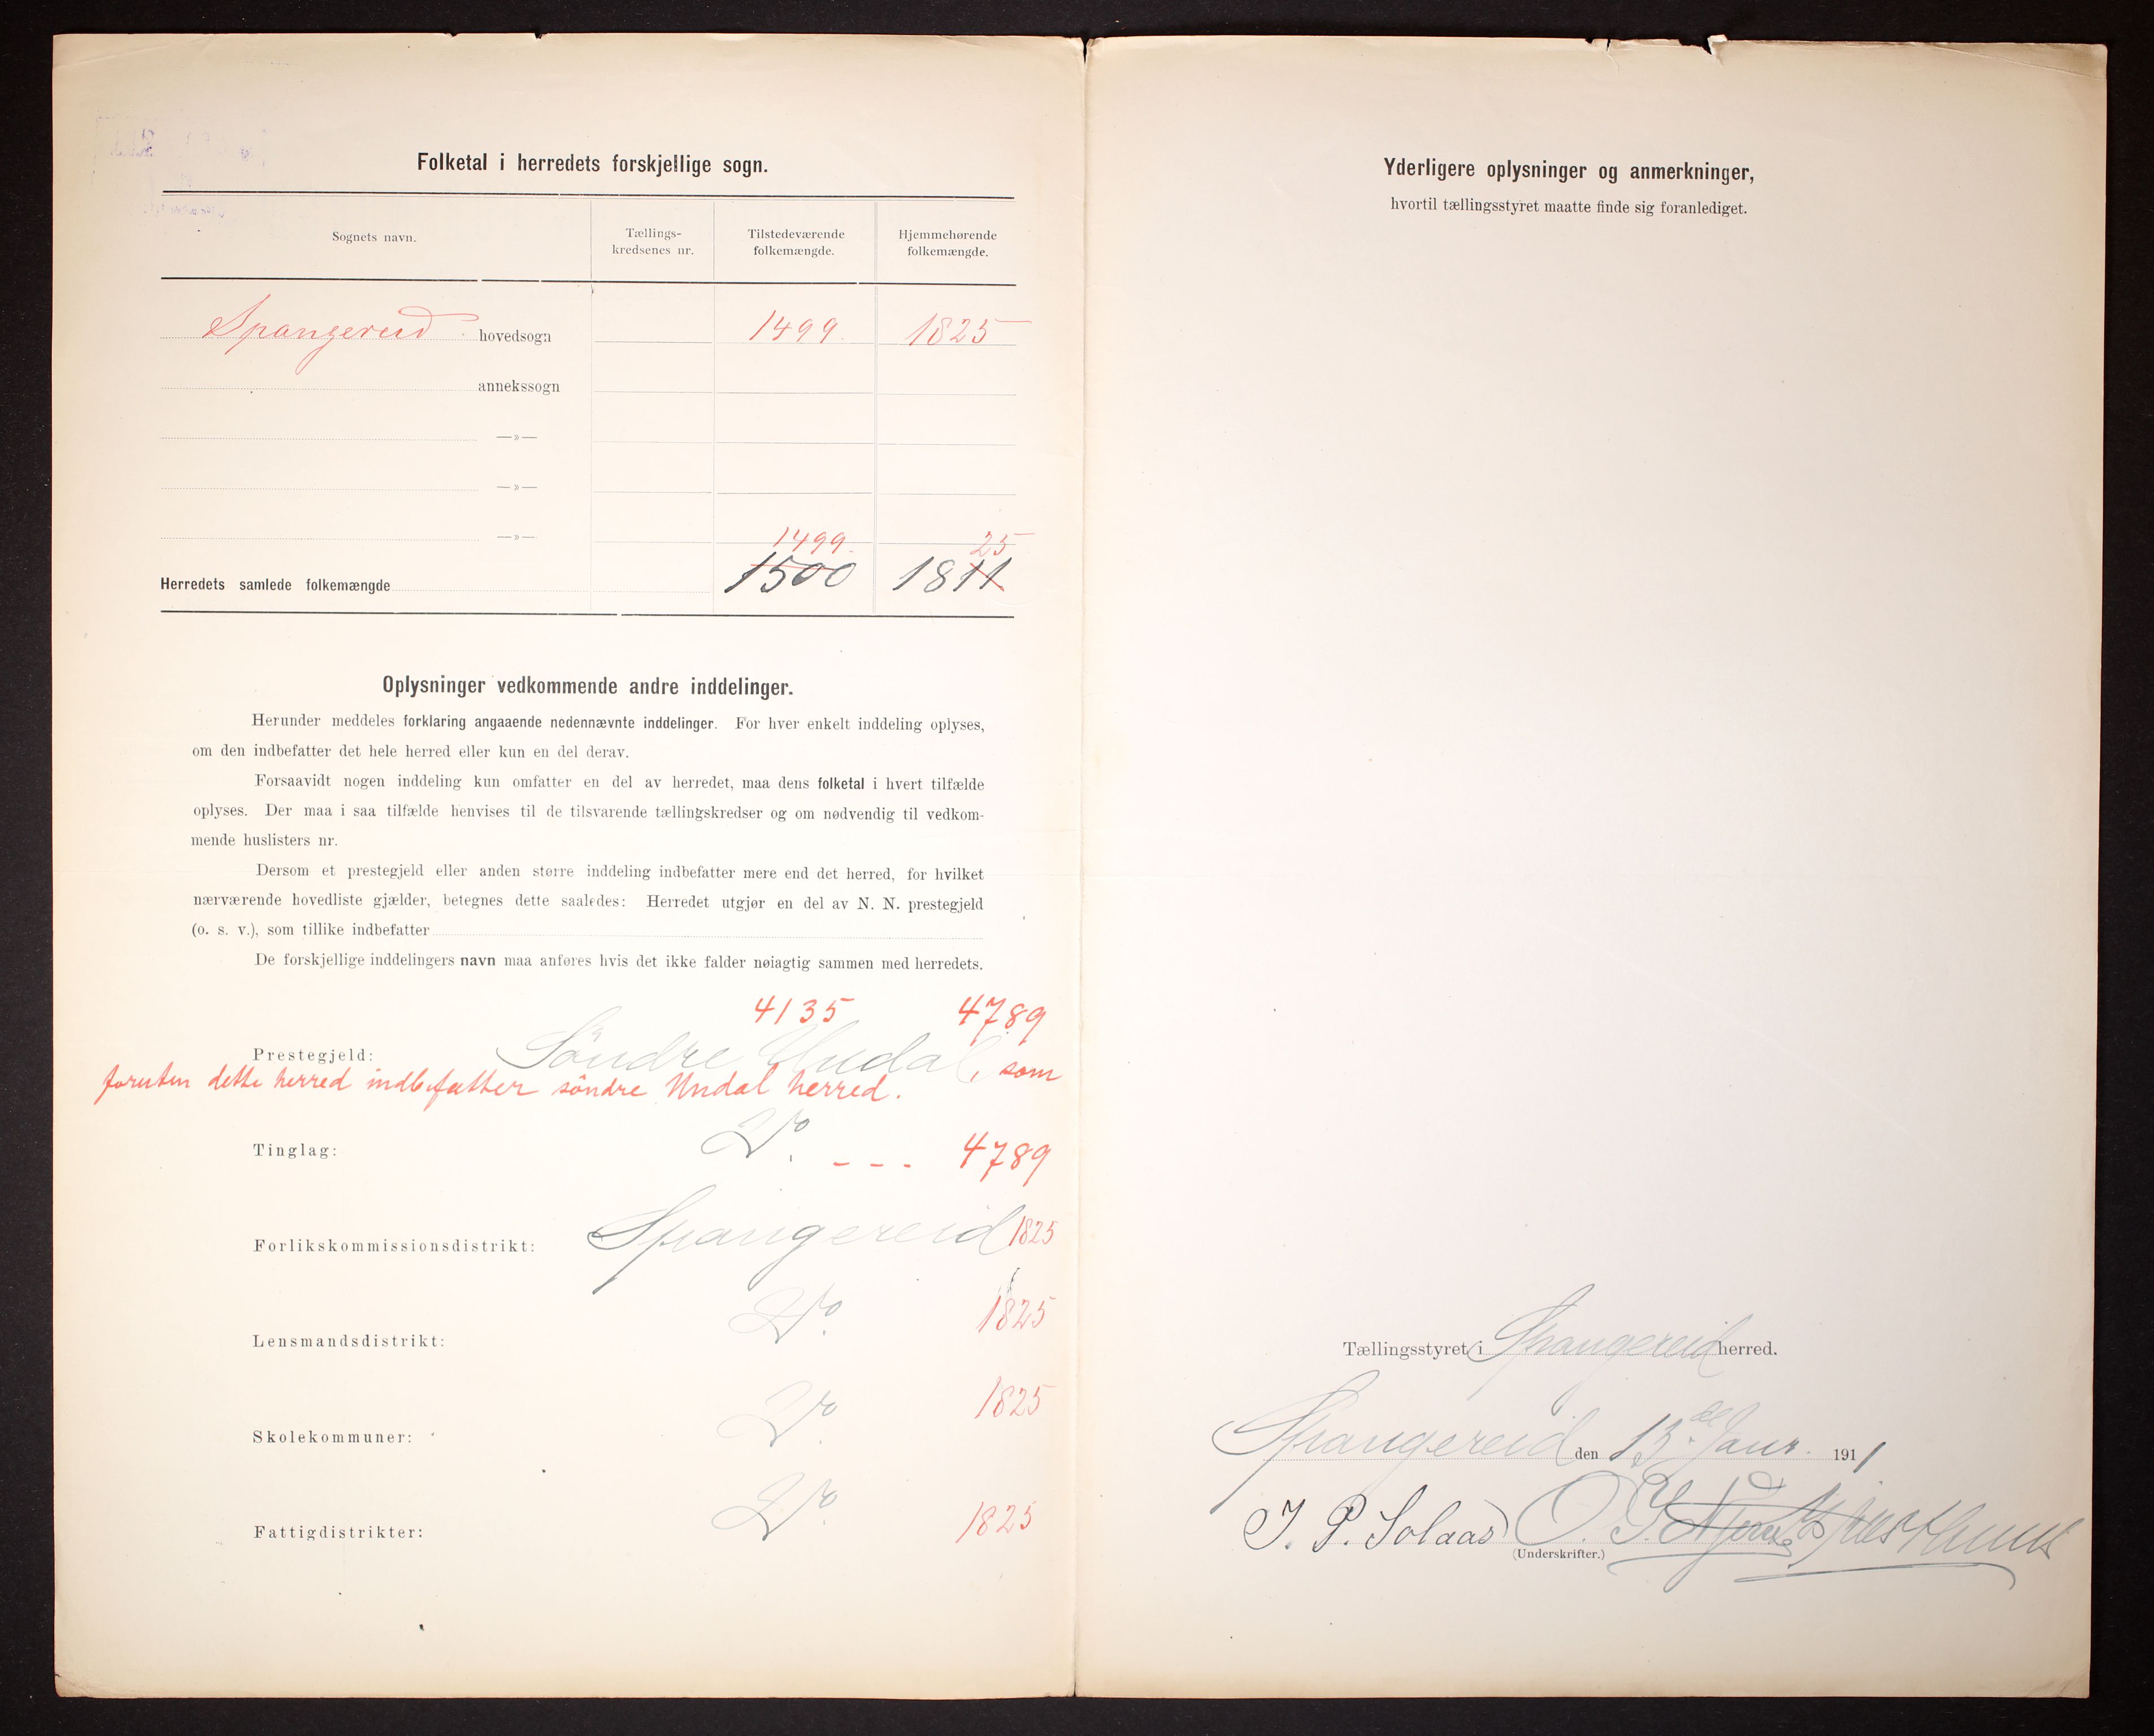 Folketal i herredets forskjellige sogn.
Sognets navn.
Tællings-
kredsenes nr.
Tilstedeværende
folkemængde.
Hjemmehørende
folkemængde.
Spangereid hovedsogn 1499 1825
annekssogn
—»—
—»—
—»—
1499 25
Herredets samlede folkemængde 1500 1811
Oplysninger vedkommende andre inddelinger.
Herunder meddeles forklaring angaaende nedennævnte inddelinger. For hver enkelt inddeling oplyses,
om den indbefatter det hele herred eller kun en del derav.
Forsaavidt nogen inddeling kun omfatter en del av herredet, maa dens folketal i hvert tilfælde
oplyses. Der maa i saa tilfælde henvises til de tilsvarende tællingskredser og om nødvendig til vedkom-
mende huslisters nr.
Dersom et prestegjeld eller anden større inddeling indbefatter mere end det herred, for hvilket
nærværende hovedliste gjælder, betegnes dette saaledes: Herredet utgjør en del av N. N. prestegjeld
(o. s. v.), som tillike indbefatter
De forskjellige inddelingers navn maa anføres hvis det ikke falder nøiagtig sammen med herredets.
4135 4789
Prestegjeld: Söndre Undal, som
foruten dette herred indbefatter söndre Undal herred.
Tinglag: Do. - - - 4789
Forlikskommissionsdistrikt: Spangereid 1825
Lensmandsdistrikt: Do. 1825
Skolekommuner: Do. 1825
Fattigdistrikter: Do. 1825
Yderligere oplysninger og anmerkninger,
hvortil tællingsstyret maatte finde sig foranlediget.
Tællingsstyret i Spangereid herred.
Spangereid den 13de Janr. 1911
J. P. Solaas O.
(Underskrifter.)